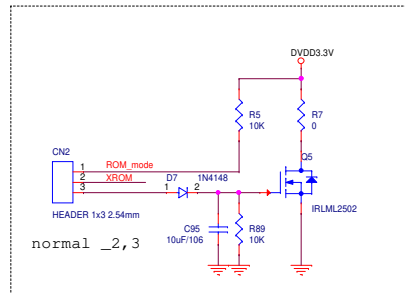 DVDD3.3V
R5
10K
R7
0
CN2
1
2
3
ROM_mode
XROM
D7
1N4148
1
2
Q5
IRLML2502
HEADER 1x3 2.54mm
C95
10uF/106
R89
10K
normal _2,3